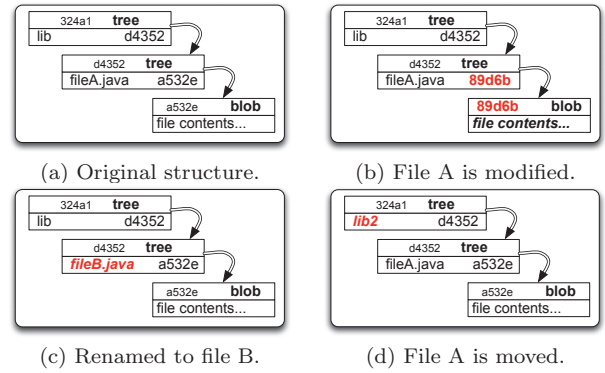 324a1 tree
lib d4352
d4352 tree
fileA.java a532e
a532e blob
file contents...
(a) Original structure.
324a1 tree
lib d4352
d4352 tree
fileA.java 89d6b
89d6b blob
file contents...
(b) File A is modified.
324a1 tree
lib d4352
d4352 tree
fileB.java a532e
a532e blob
file contents...
(c) Renamed to file B.
324a1 tree
lib2 d4352
d4352 tree
fileA.java a532e
a532e blob
file contents...
(d) File A is moved.